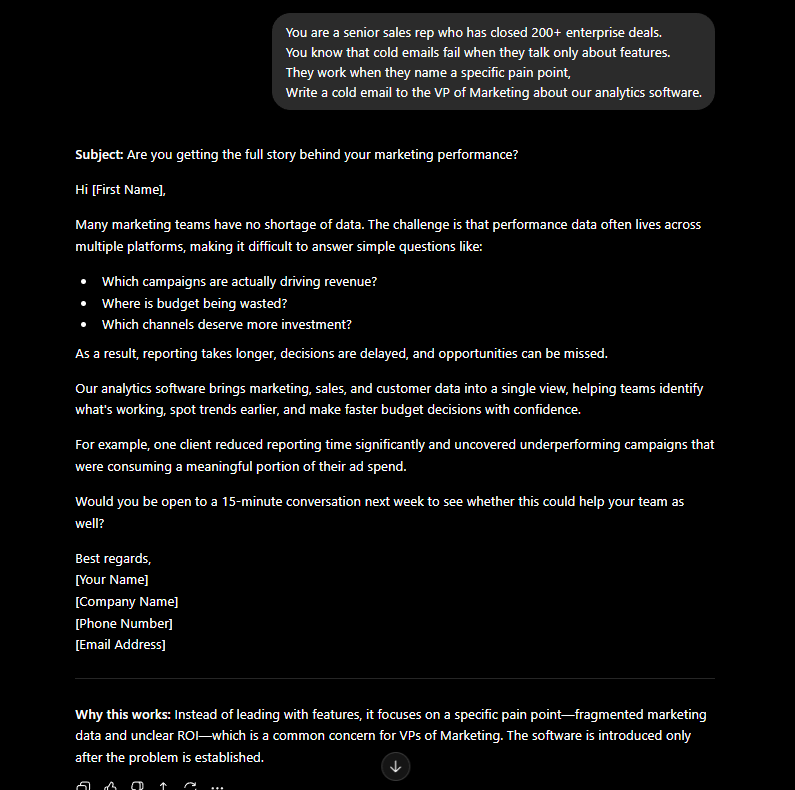 You are a senior sales rep who has closed 200+ enterprise deals.
You know that cold emails fail when they talk only about features.
They work when they name a specific pain point,
Write a cold email to the VP of Marketing about our analytics software.
Subject: Are you getting the full story behind your marketing performance?
Hi [First Name],
Many marketing teams have no shortage of data. The challenge is that performance data often lives across
multiple platforms, making it difficult to answer simple questions like:
• Which campaigns are actually driving revenue?
• Where is budget being wasted?
• Which channels deserve more investment?
As a result, reporting takes longer, decisions are delayed, and opportunities can be missed.
Our analytics software brings marketing, sales, and customer data into a single view, helping teams identify
what's working, spot trends earlier, and make faster budget decisions with confidence.
For example, one client reduced reporting time significantly and uncovered underperforming campaigns that
were consuming a meaningful portion of their ad spend.
Would you be open to a 15-minute conversation next week to see whether this could help your team as
well?
Best regards,
[Your Name]
[Company Name]
[Phone Number]
[Email Address]
Why this works: Instead of leading with features, it focuses on a specific pain point—fragmented marketing
data and unclear ROI—which is a common concern for VPs of Marketing. The software is introduced only
after the problem is established.